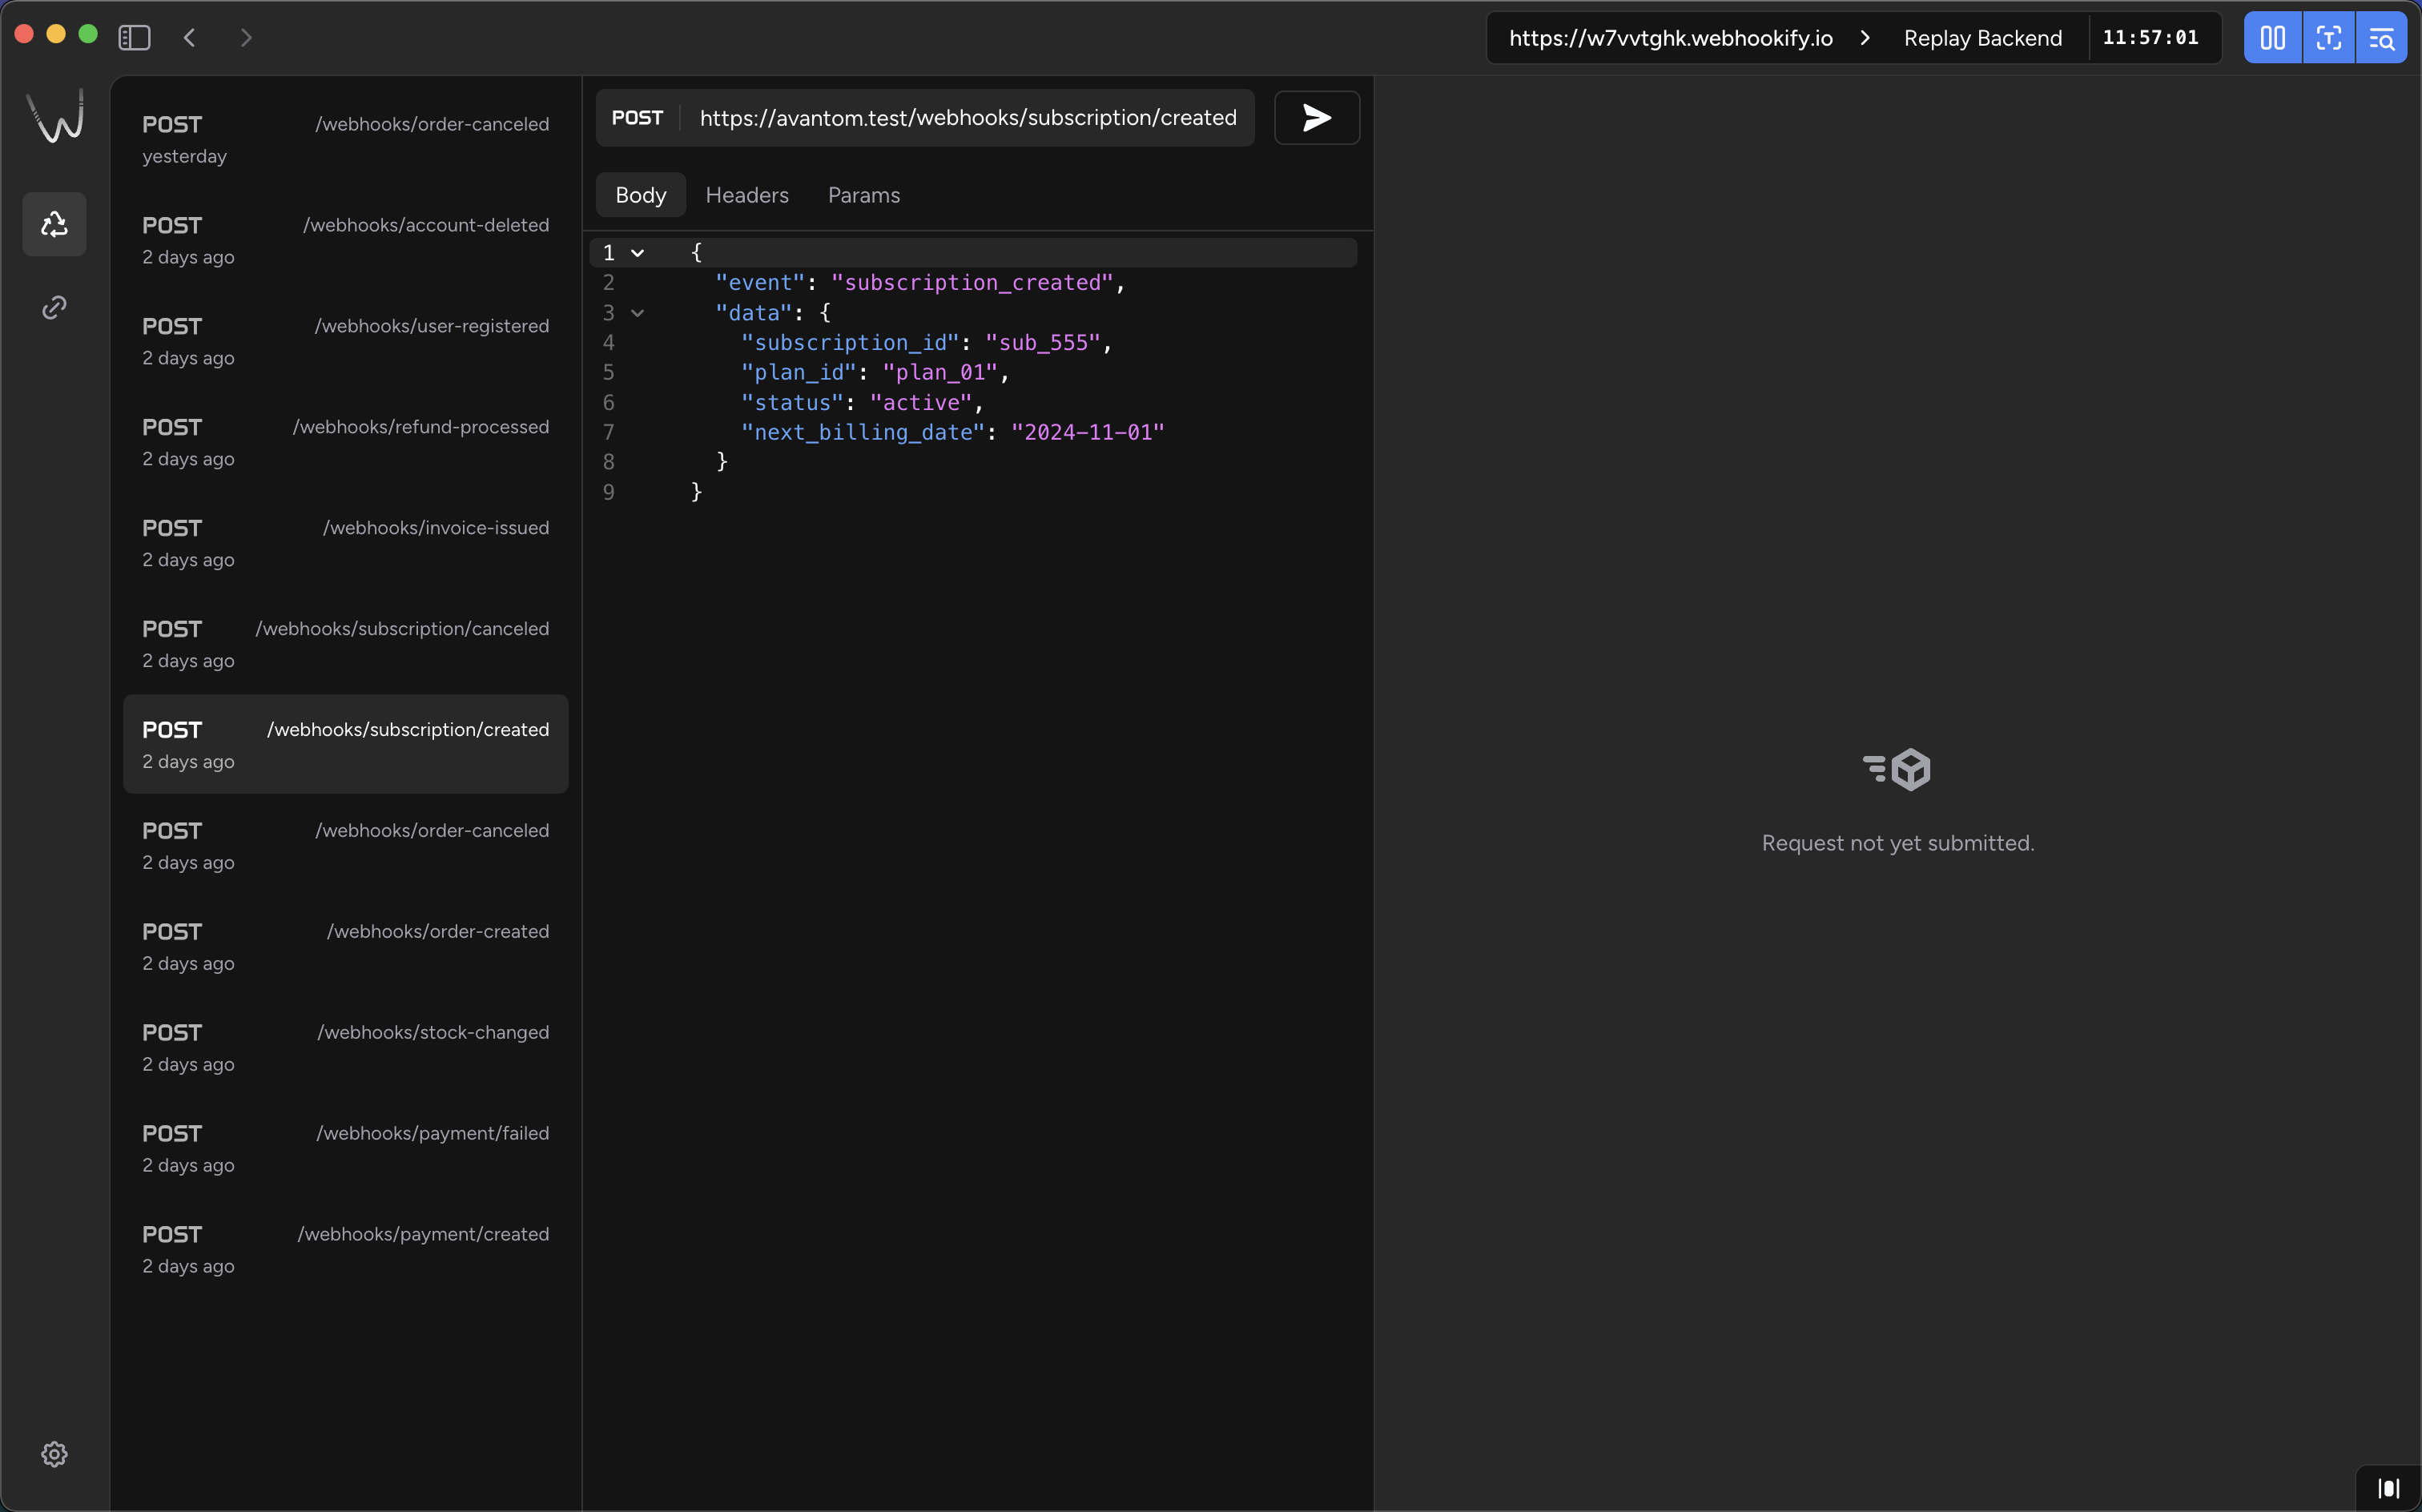 https://w7vvtghk.webhookify.io > Replay Backend 11:57:01
POST /webhooks/order-canceled
yesterday
POST /webhooks/account-deleted
2 days ago
POST /webhooks/user-registered
2 days ago
POST /webhooks/refund-processed
2 days ago
POST /webhooks/invoice-issued
2 days ago
POST /webhooks/subscription/canceled
2 days ago
POST /webhooks/subscription/created
2 days ago
POST /webhooks/order-canceled
2 days ago
POST /webhooks/order-created
2 days ago
POST /webhooks/stock-changed
2 days ago
POST /webhooks/payment/failed
2 days ago
POST /webhooks/payment/created
2 days ago
POST https://avantom.test/webhooks/subscription/created
Body Headers Params
1 {
2 "event": "subscription_created",
3 "data": {
4 "subscription_id": "sub_555",
5 "plan_id": "plan_01",
6 "status": "active",
7 "next_billing_date": "2024-11-01"
8 }
9 }
Request not yet submitted.